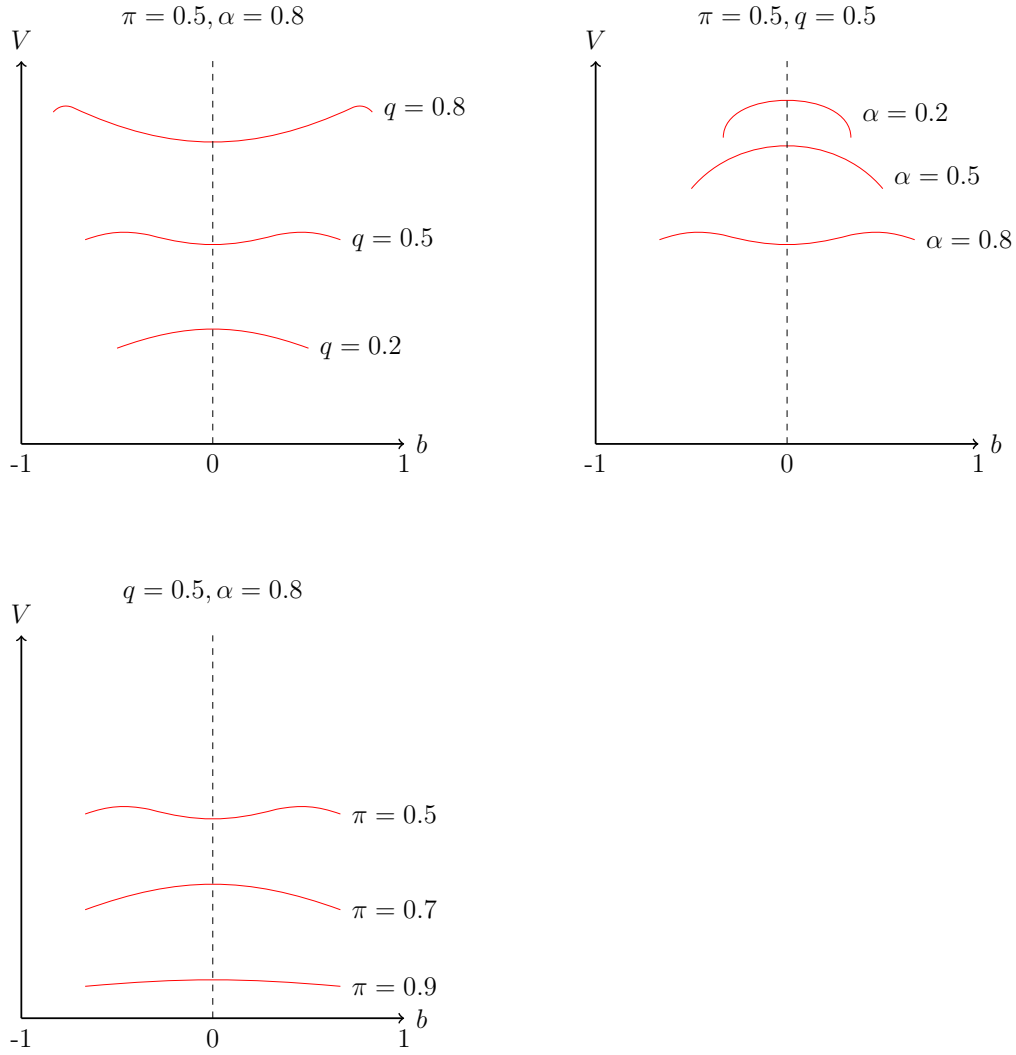 π = 0.5, α = 0.8
V
q = 0.8
q = 0.5
q = 0.2
b
-1 0 1
π = 0.5, q = 0.5
V
α = 0.2
α = 0.5
α = 0.8
b
-1 0 1
q = 0.5, α = 0.8
V
π = 0.5
π = 0.7
π = 0.9
b
-1 0 1